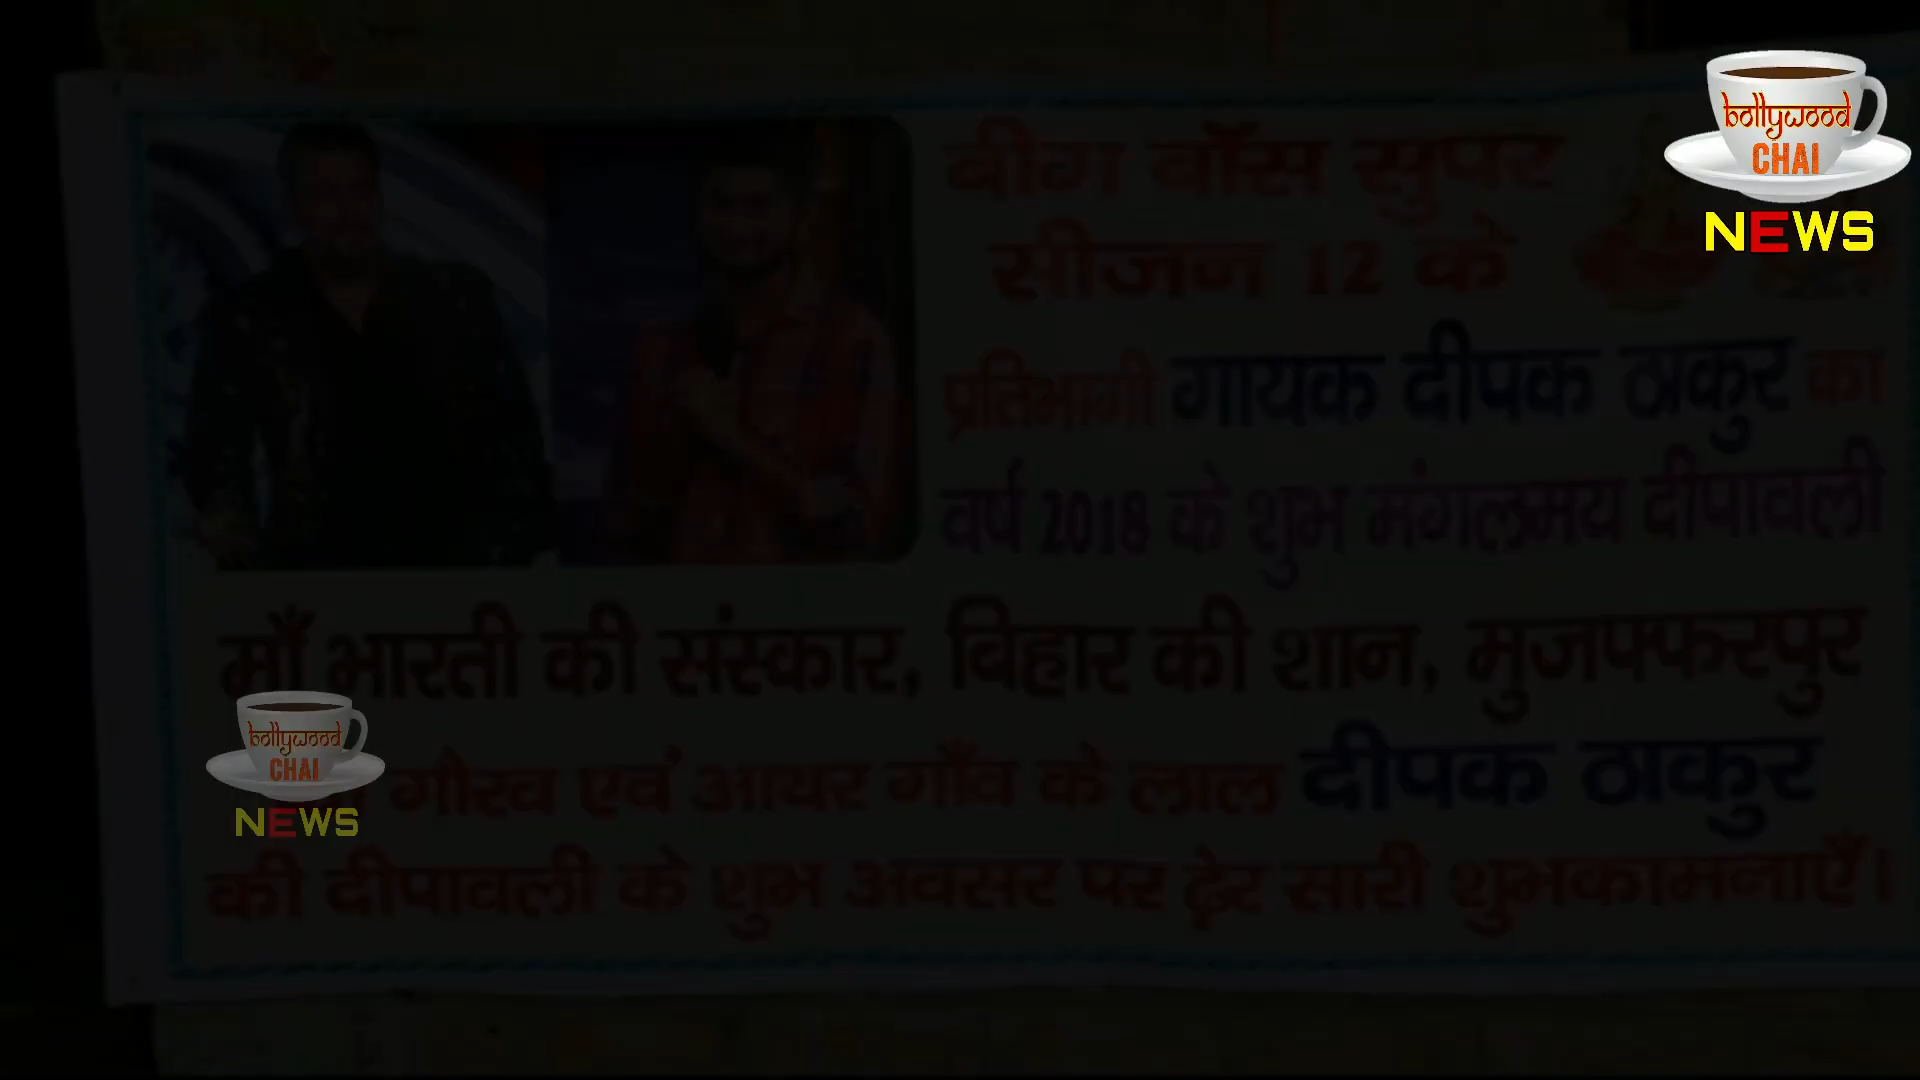 bollywood
CHAI
NEWS
बीग बॉस सुपर
सीजन 12 के
प्रतिभागी गायक दीपक ठाकुर का
वर्ष 2018 के शुभ मंगलमय दीपावली
माँ भारती की संस्कार, विहार की शान, मुजफ्फरपुर
गौरव एवं आथर गाँव के लाल दीपक ठाकुर
की दीपावली के शुभ अवसर पर ढ़ेर सारी शुभकामनाएँ।
bollywood
CHAI
NEWS